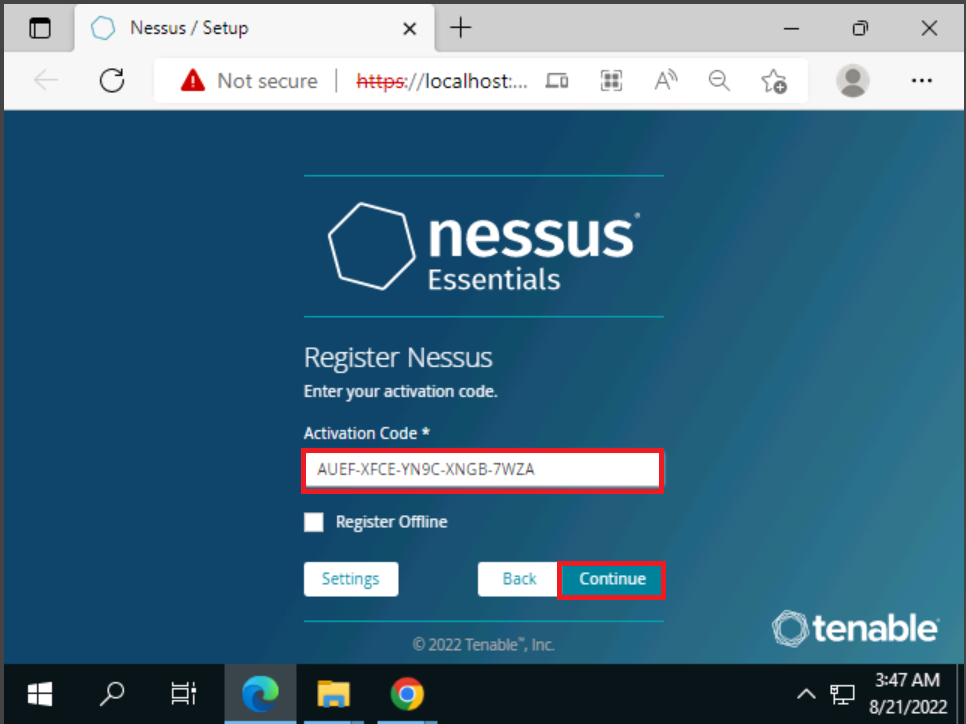 Nessus / Setup
Not secure
https://localhost:...
nessus
Essentials
Register Nessus
Enter your activation code.
Activation Code *
AUEF-XFCE-YN9C-XNGB-7WZA
Register Offline
Settings
Back
Continue
© 2022 Tenable™, Inc.
tenable
3:47 AM
8/21/2022